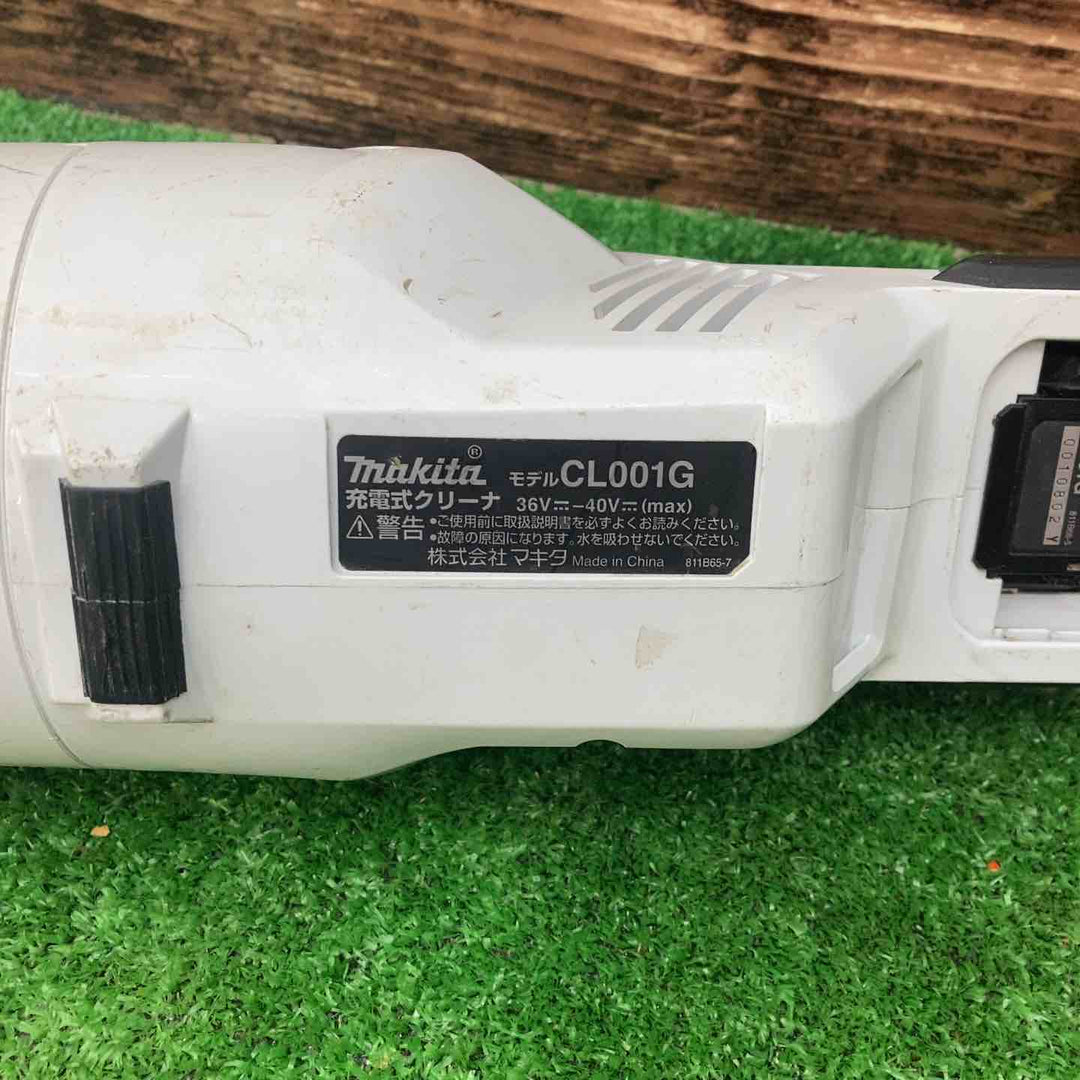 makita® モデルCL001G
充電式クリーナ 36V⎓-40V⎓(max)
⚠警告 •ご使用前に取扱説明書を必ずよくお読みください。
•故障の原因になります。水を吸わせないでください。
株式会社 マキタ Made in China 811B65-7
0010802Y